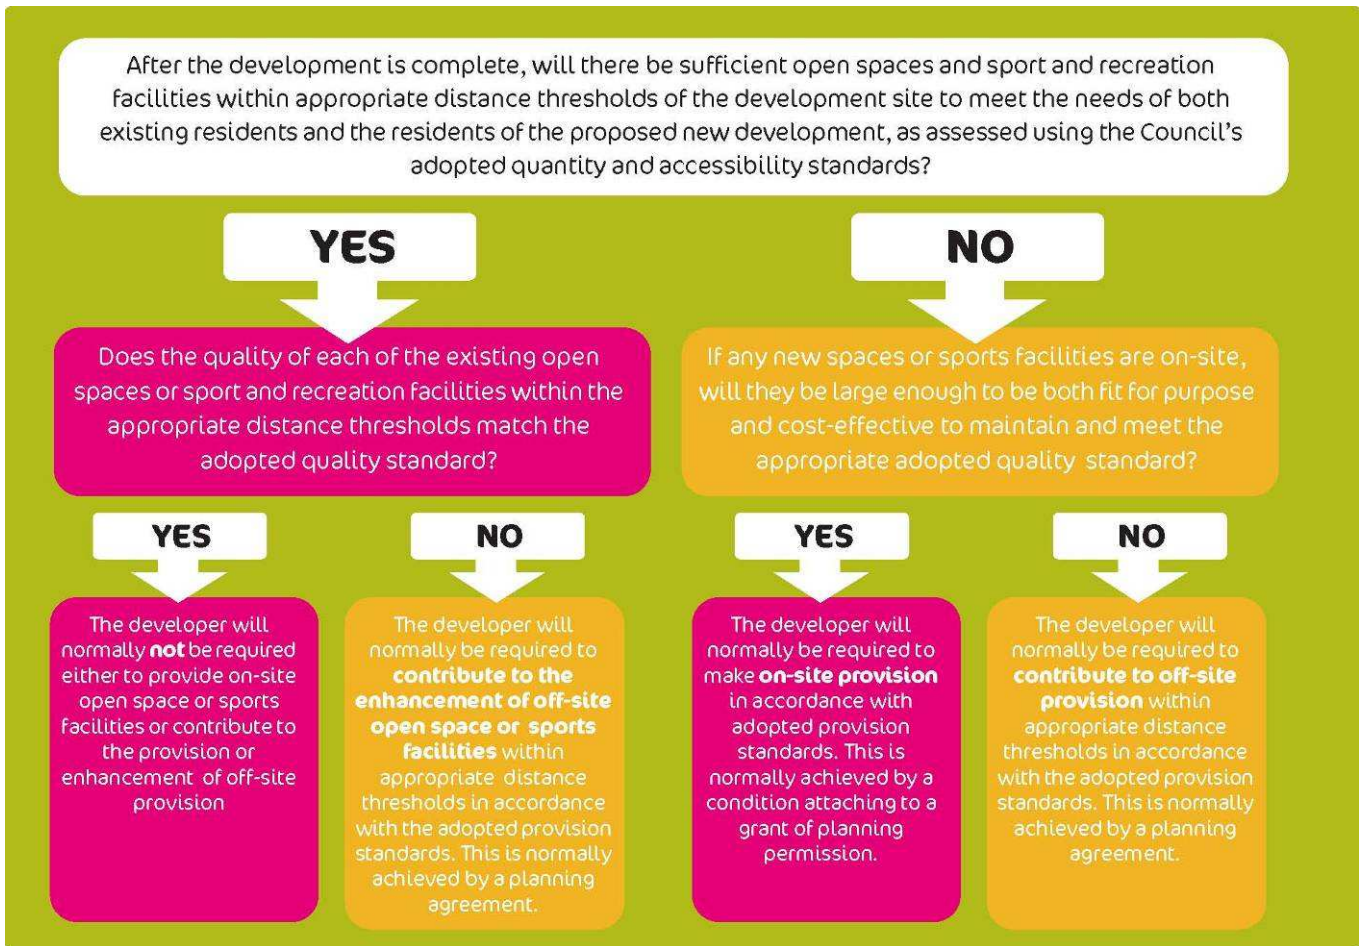 After the development is complete, will there be sufficient open spaces and sport and recreation
facilities within appropriate distance thresholds of the development site to meet the needs of both
existing residents and the residents of the proposed new development, as assessed using the Council's
adopted quantity and accessibility standards?
YES
NO
Does the quality of each of the existing open
spaces or sport and recreation facilities within the
appropriate distance thresholds match the
adopted quality standard?
If any new spaces or sports facilities are on-site,
will they be large enough to be both fit for purpose
and cost-effective to maintain and meet the
appropriate adopted quality standard?
YES
NO
YES
NO
The developer will
normally not be required
either to provide on-site
open space or sports
facilities or contribute to
the provision or
enhancement of off-site
provision
The developer will
normally be required to
contribute to the
enhancement of off-site
open space or sports
facilities within
appropriate distance
thresholds in accordance
with the adopted provision
standards. This is normally
achieved by a planning
agreement.
The developer will
normally be required to
make on-site provision
in accordance with
adopted provision
standards. This is
normally achieved by a
condition attaching to a
grant of planning
permission.
The developer will
normally be required to
contribute to off-site
provision within
appropriate distance
thresholds in accordance
with the adopted provision
standards. This is normally
achieved by a planning
agreement.